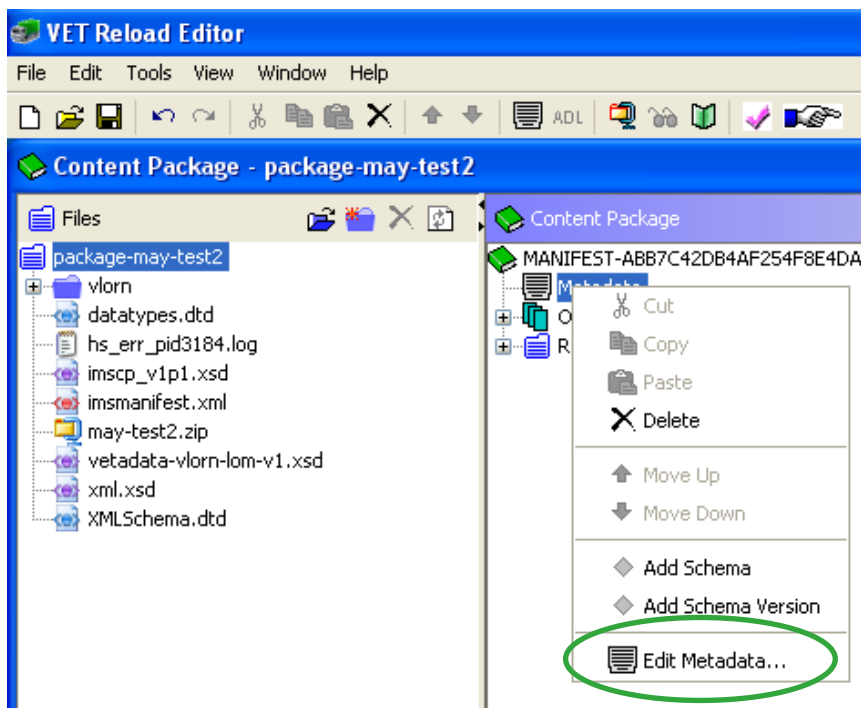 VET Reload Editor
File Edit Tools View Window Help
ADL
Content Package - package-may-test2
Files
Content Package
package-may-test2
vlorn
datatypes.dtd
hs_err_pid3184.log
imscp_v1p1.xsd
imsmanifest.xml
may-test2.zip
vetadata-vlorn-lom-v1.xsd
xml.xsd
XMLSchema.dtd
MANIFEST-ABB7C42DB4AF254F8E4DA
Metadata
O
R
Cut
Copy
Paste
Delete
Move Up
Move Down
Add Schema
Add Schema Version
Edit Metadata...